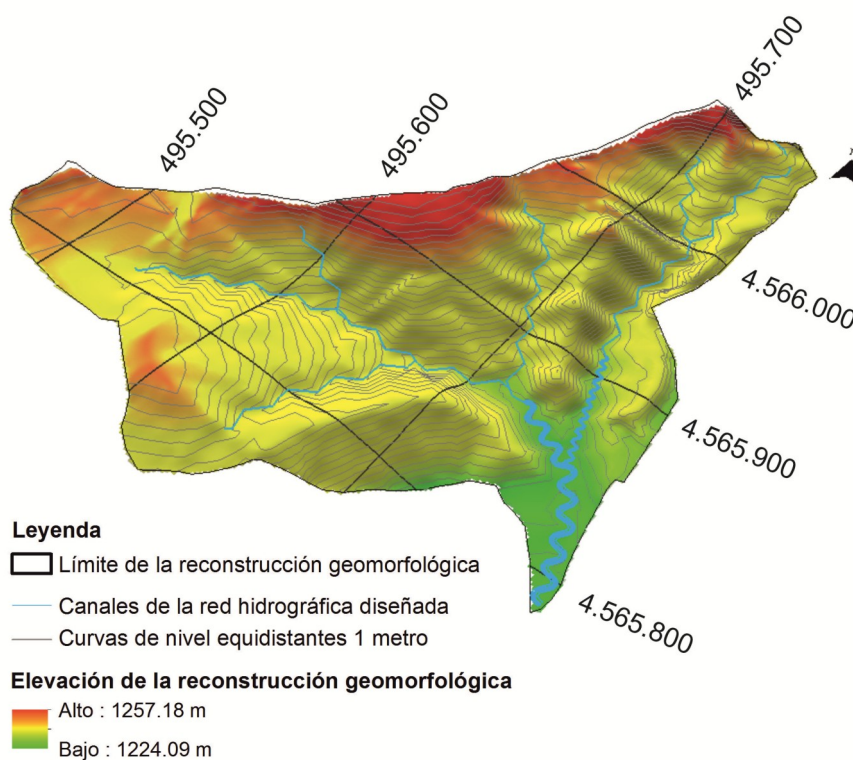 495.700
495.500
495.600
4.566.000
4.565.900
4.565.800
Leyenda
Límite de la reconstrucción geomorfológica
Canales de la red hidrográfica diseñada
Curvas de nivel equidistantes 1 metro
Elevación de la reconstrucción geomorfológica
Alto : 1257.18 m
Bajo : 1224.09 m